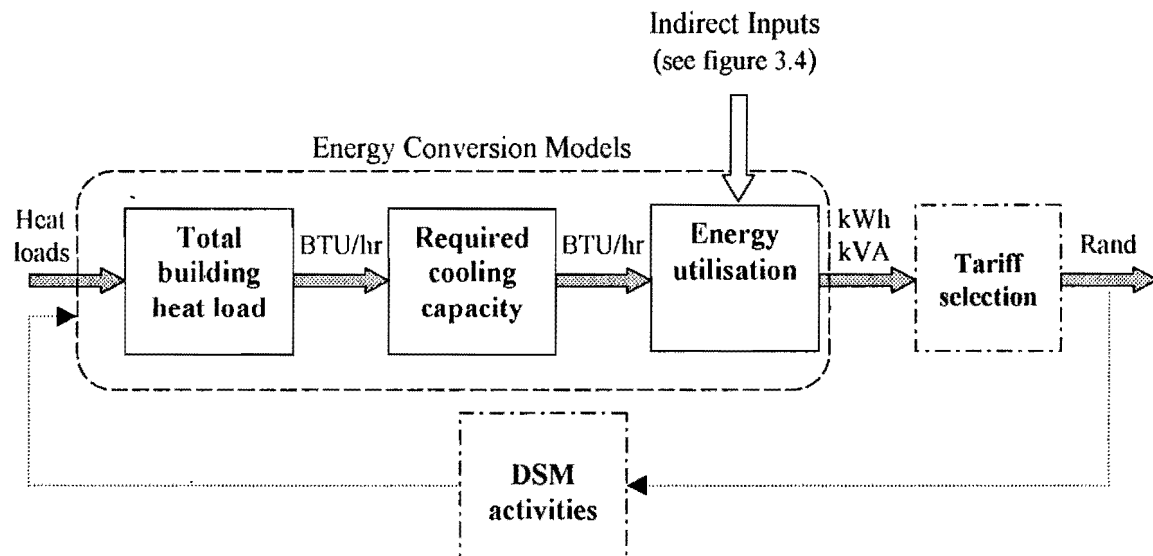 Indirect Inputs
(see figure 3.4)
Energy Conversion Models
Heat
loads
Total
building
heat load
BTU/hr
Required
cooling
capacity
BTU/hr
Energy
utilisation
kWh
kVA
Tariff
selection
Rand
DSM
activities